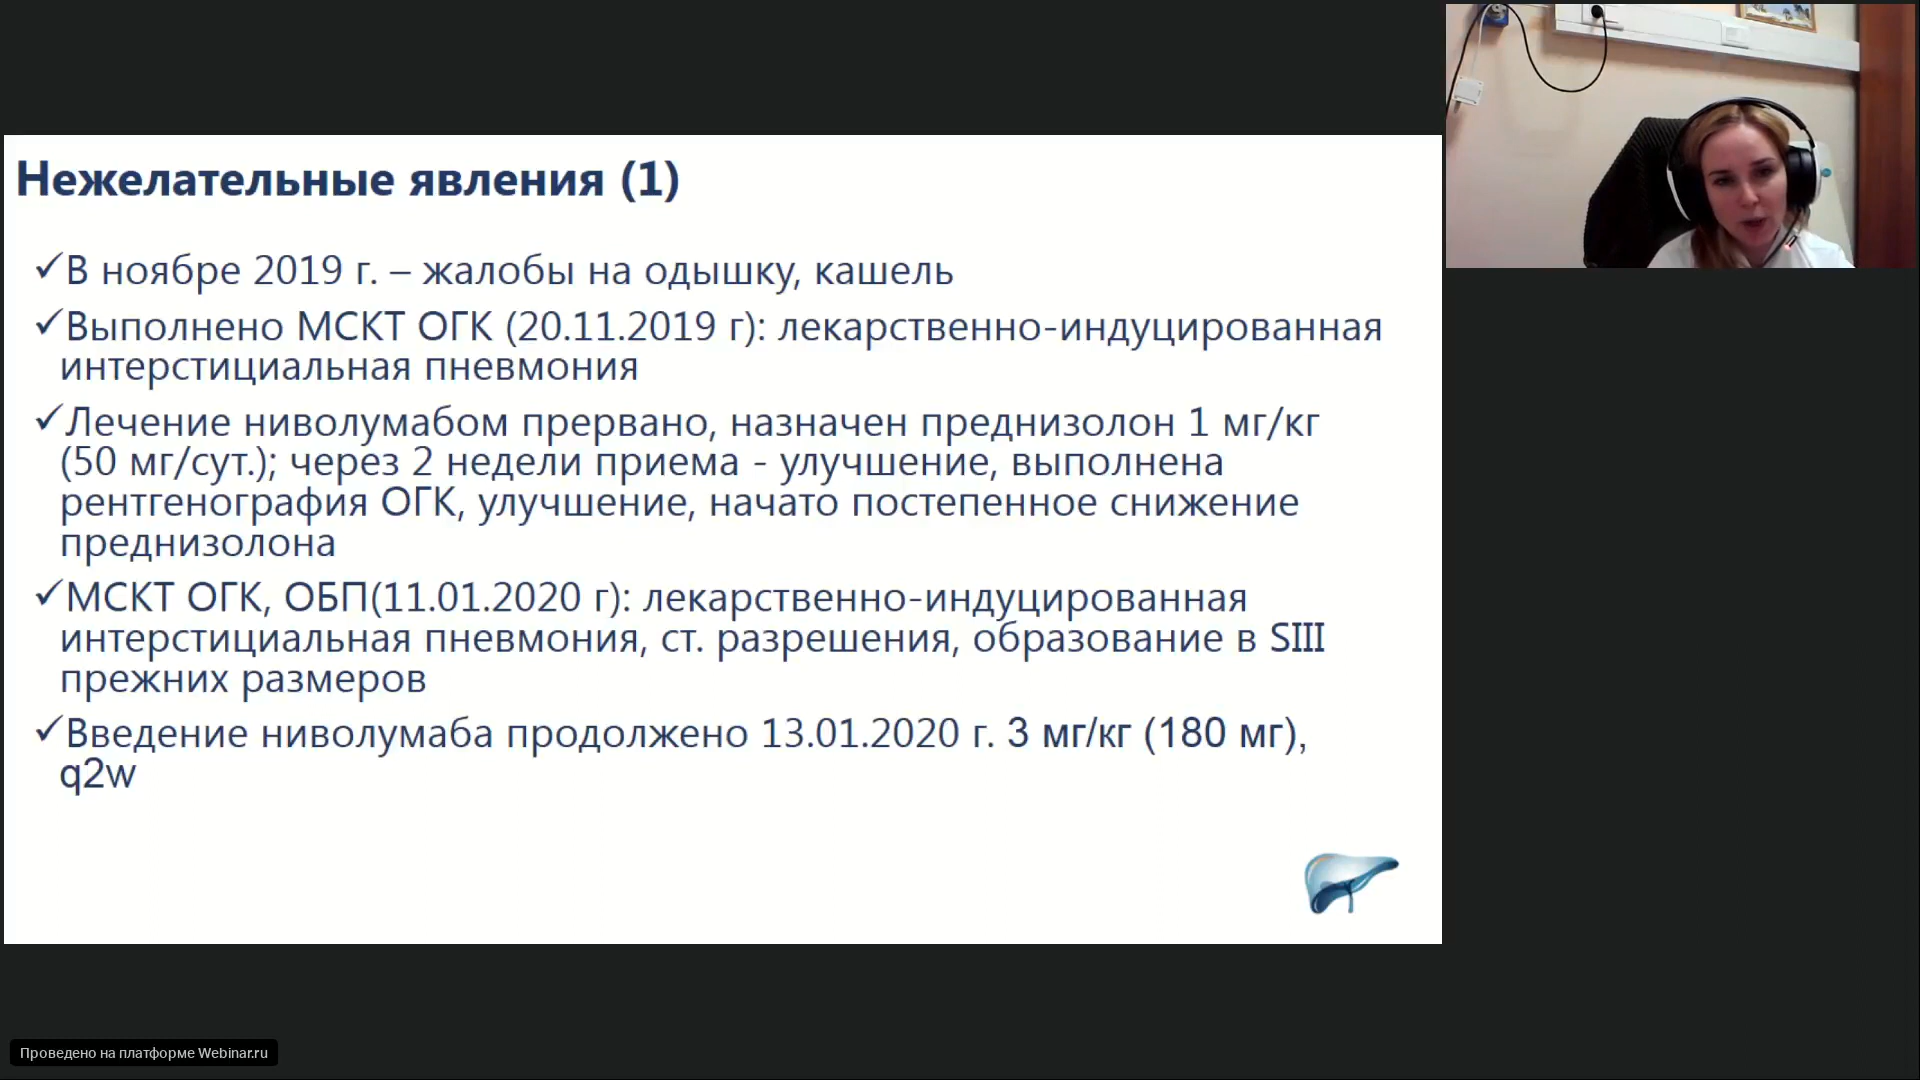 Нежелательные явления (1)
✓В ноябре 2019 г. – жалобы на одышку, кашель
✓Выполнено МСКТ ОГК (20.11.2019 г): лекарственно-индуцированная
интерстициальная пневмония
✓Лечение ниволумабом прервано, назначен преднизолон 1 мг/кг
(50 мг/сут.); через 2 недели приема - улучшение, выполнена
рентгенография ОГК, улучшение, начато постепенное снижение
преднизолона
✓МСКТ ОГК, ОБП(11.01.2020 г): лекарственно-индуцированная
интерстициальная пневмония, ст. разрешения, образование в SIII
прежних размеров
✓Введение ниволумаба продолжено 13.01.2020 г. 3 мг/кг (180 мг),
q2w
Проведено на платформе Webinar.ru